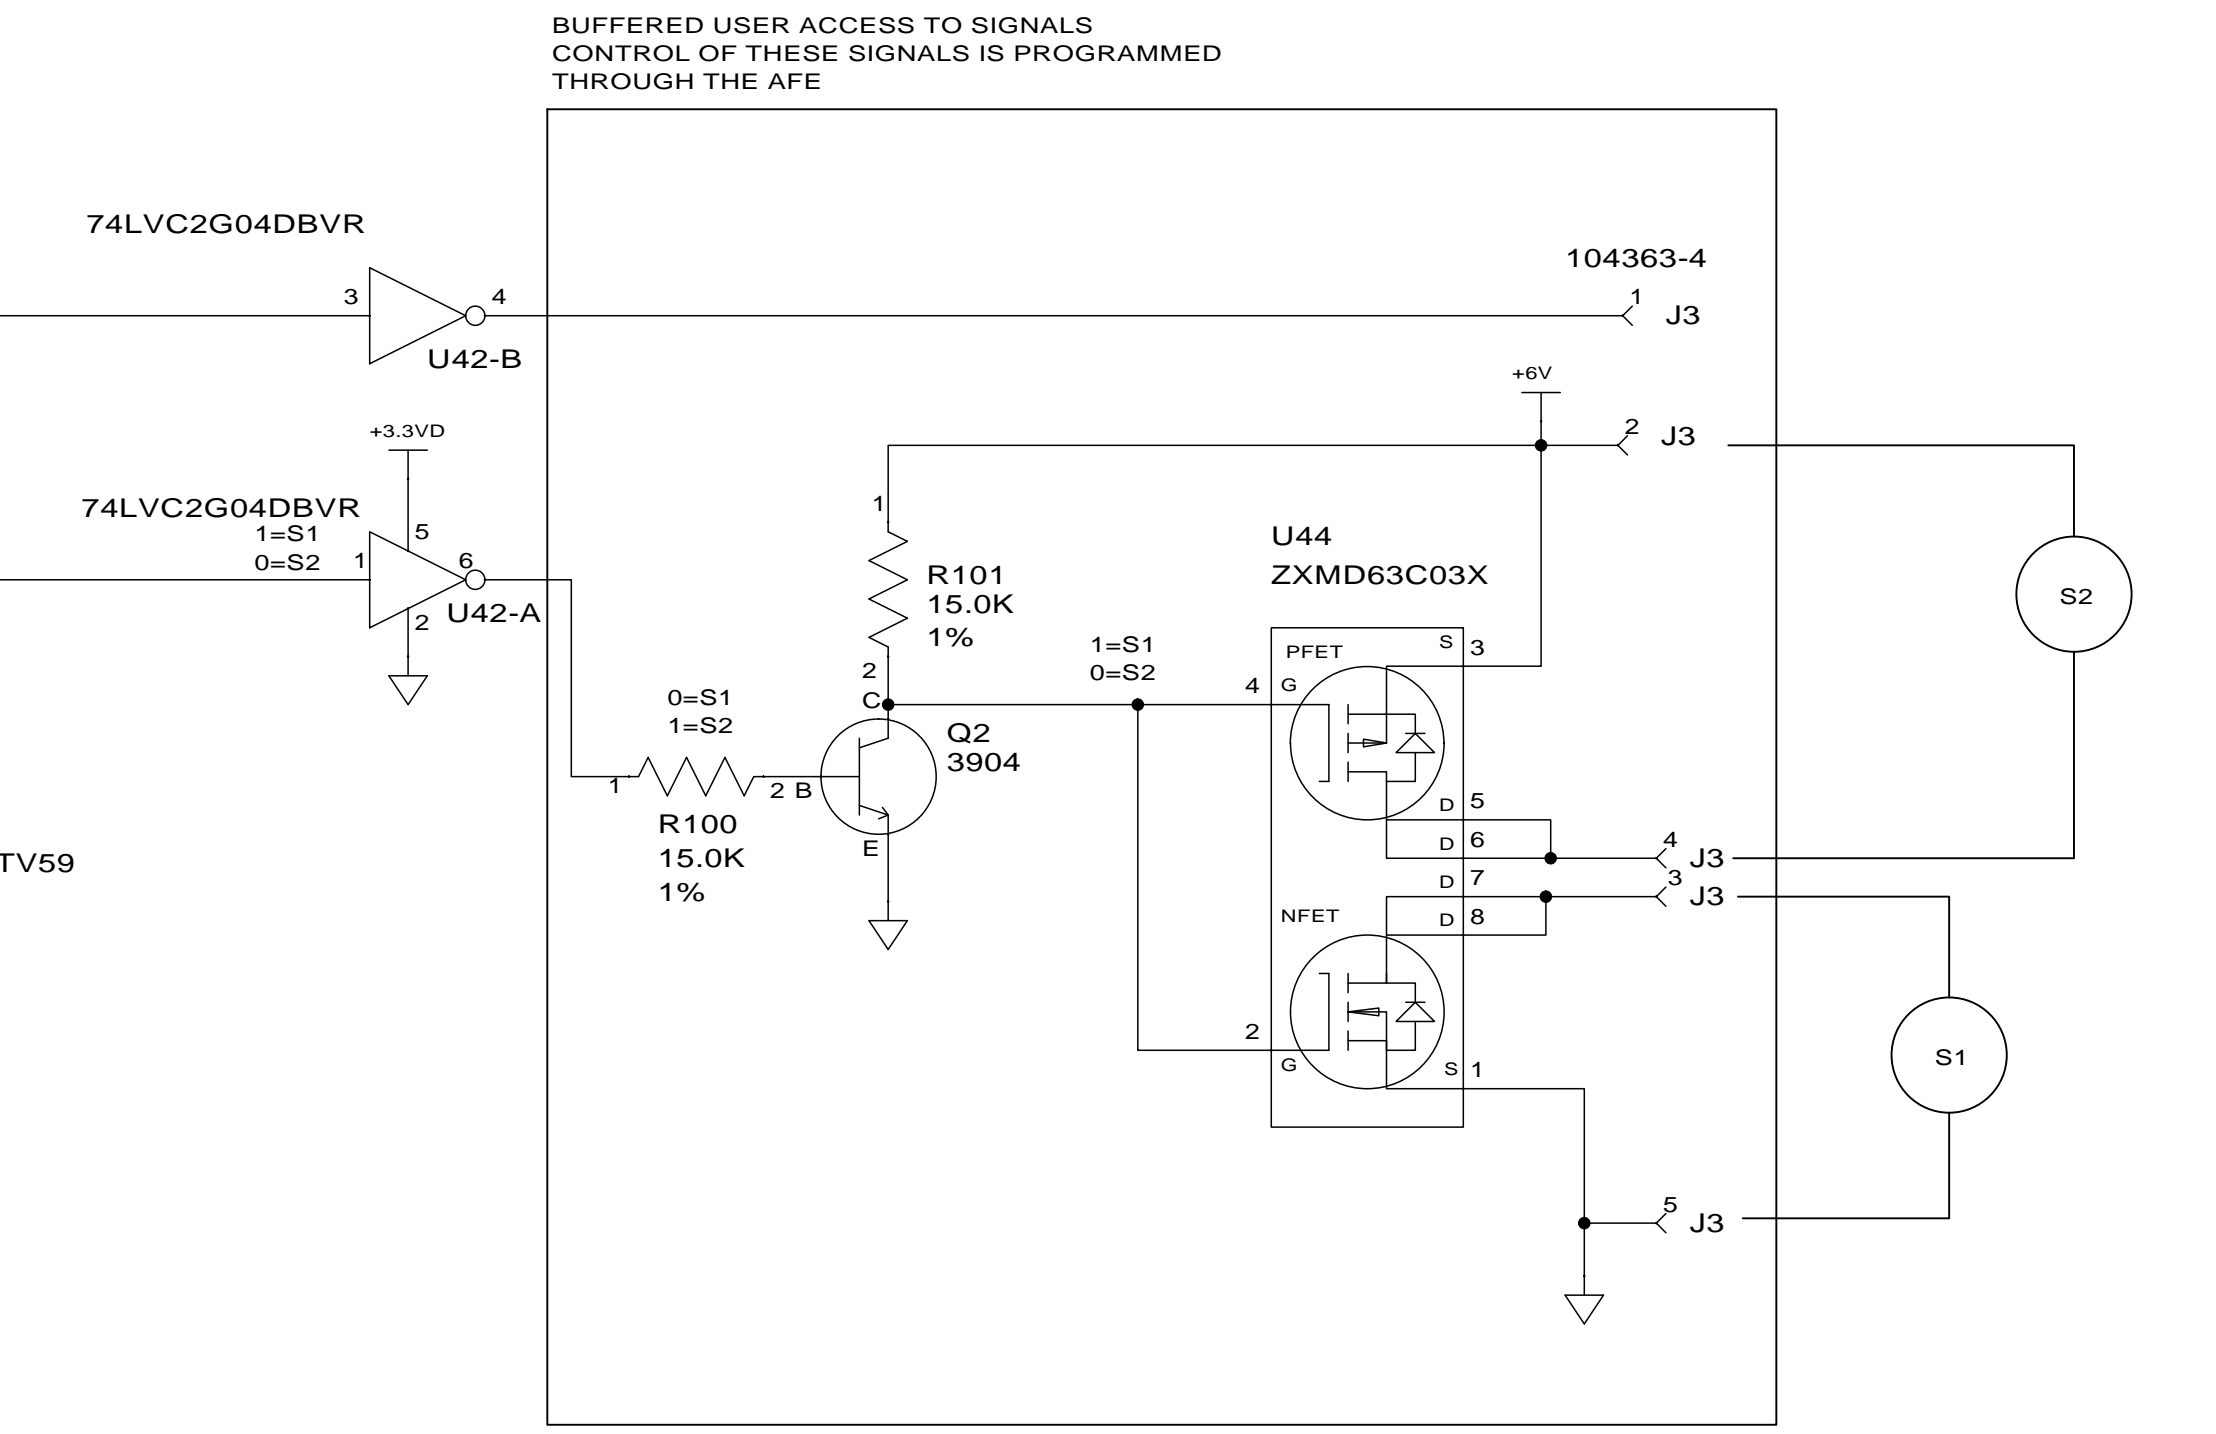 BUFFERED USER ACCESS TO SIGNALS
CONTROL OF THESE SIGNALS IS PROGRAMMED
THROUGH THE AFE
74LVC2G04DBVR
3
4
U42-B
104363-4
1
J3
+6V
2
J3
+3.3VD
74LVC2G04DBVR
1=S1
0=S2
1
5
6
2
U42-A
1
R101
15.0K
1%
2
C
U44
ZXMD63C03X
1=S1
0=S2
PFET
S
3
4
G
0=S1
1=S2
Q2
3904
1
2
B
R100
15.0K
1%
E
D
5
D
6
4
J3
D
7
3
J3
NFET
D
8
2
G
S
1
5
J3
S2
S1
TV59